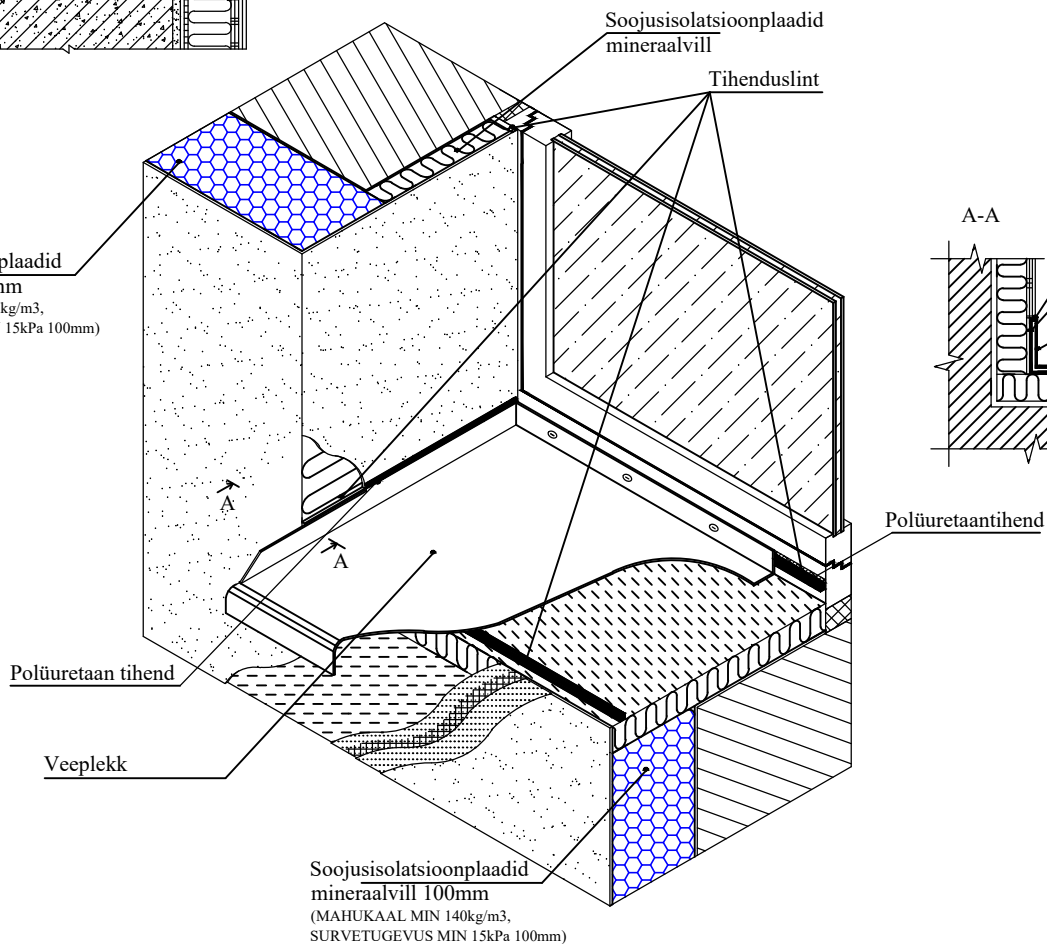 Soojusisolatsioonplaadid
mineraalvill
Tihenduslint
A-A
plaadid
mm
kg/m3,
15kPa 100mm)
A
A
Polüuretaantihend
Polüuretaan tihend
Veeplekk
Soojusisolatsioonplaadid
mineraalvill 100mm
(MAHUKAAL MIN 140kg/m3,
SURVETUGEVUS MIN 15kPa 100mm)